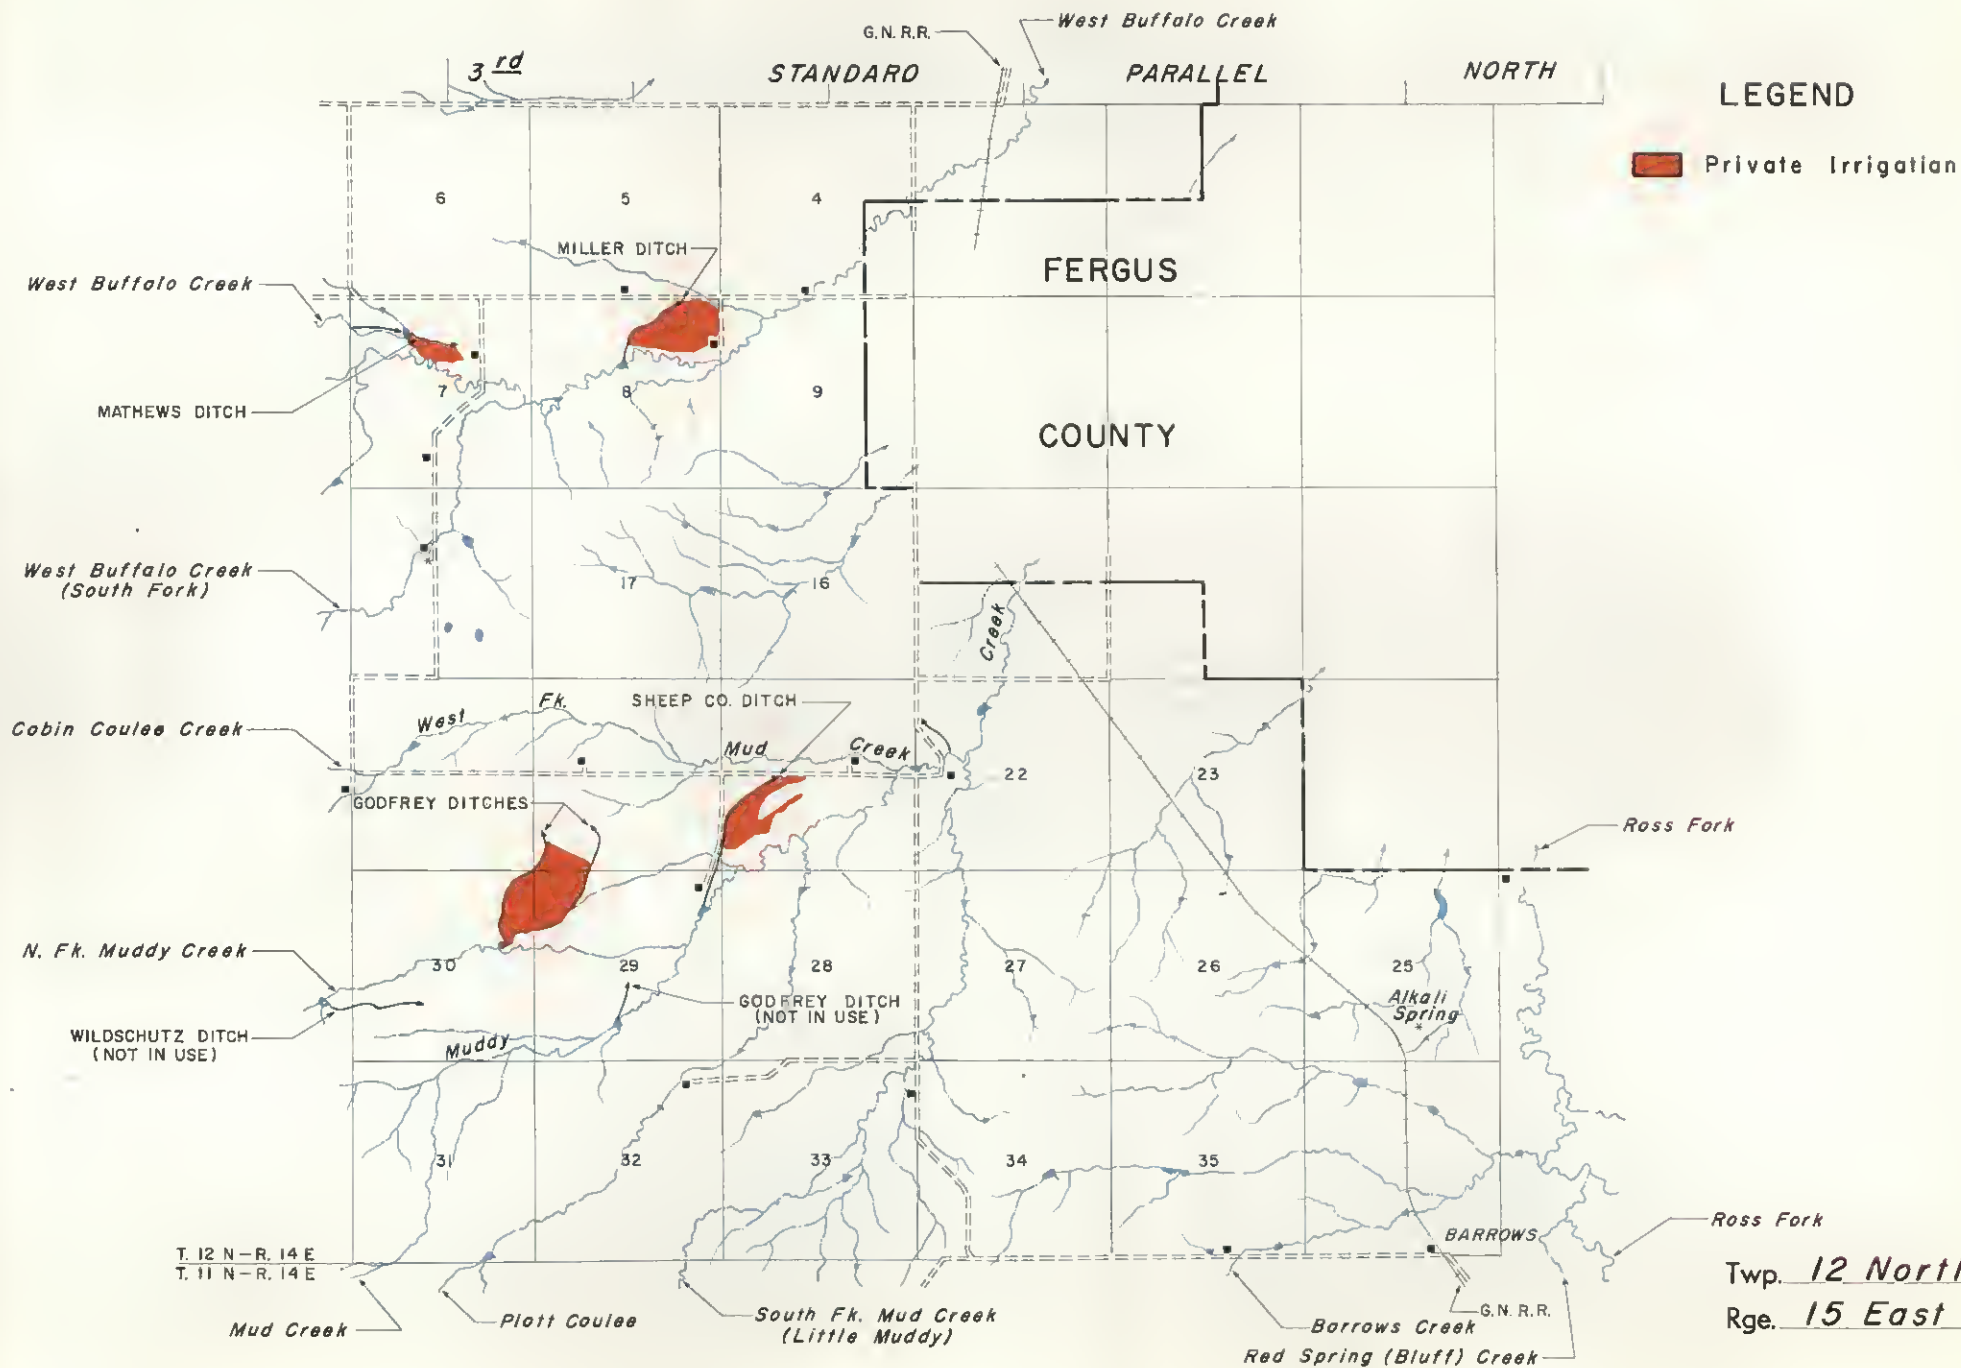 West Buffalo Creek
G.N.R.R.
3rd STANDARD PARALLEL NORTH
LEGEND
Private Irrigation
6
5
4
MILLER DITCH
FERGUS
West Buffalo Creek
7
8
9
MATHEWS DITCH
COUNTY
West Buffalo Creek
(South Fork)
17
16
Creek
West Fk. Mud Creek
SHEEP CO. DITCH
Cobin Coulee Creek
22
23
GODFREY DITCHES
Ross Fork
N. Fk. Muddy Creek
30
29
28
27
26
25
GODFREY DITCH
(NOT IN USE)
Alkali
Spring
WILDSCHUTZ DITCH
(NOT IN USE)
Muddy
31
32
33
34
35
BARROWS
Ross Fork
T. 12 N-R. 14 E
T. 11 N-R. 14 E
Twp. 12 North
Rge. 15 East
Mud Creek
Plott Coulee
South Fk. Mud Creek
(Little Muddy)
G.N.R.R.
Barrows Creek
Red Spring (Bluff) Creek